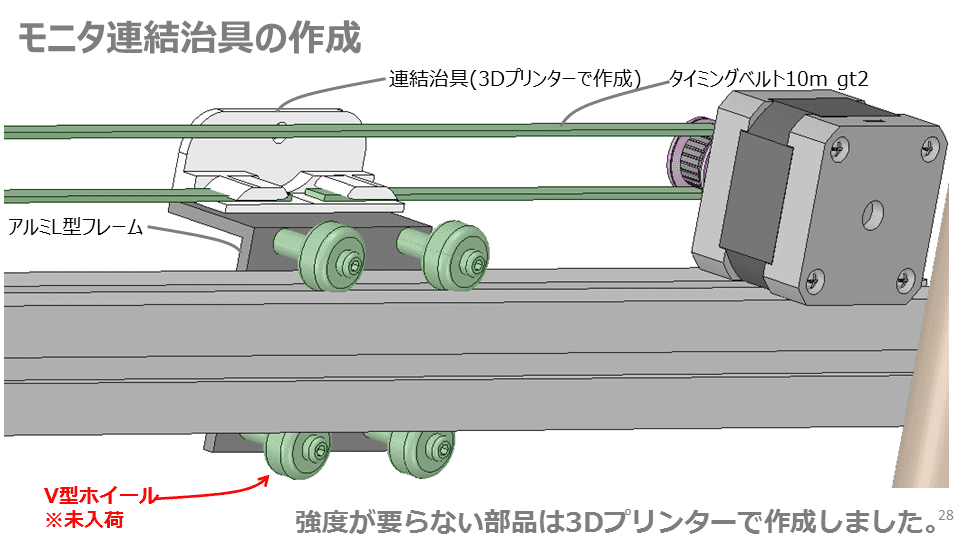 モニタ連結治具の作成
連結治具(3Dプリンターで作成)
タイミングベルト10m gt2
アルミL型フレーム
V型ホイール
※未入荷
強度が要らない部品は3Dプリンターで作成しました。
28